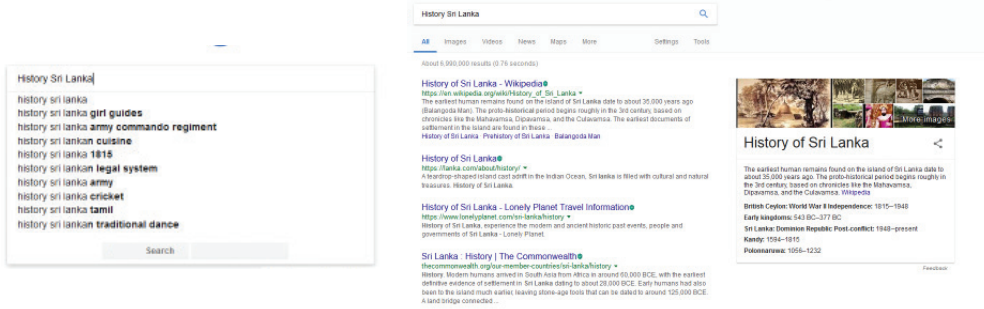 History Sri Lanka
history sri lanka
history sri lanka girl guides
history sri lanka army commando regiment
history sri lankan cuisine
history sri lanka 1815
history sri lankan legal system
history sri lanka army
history sri lanka cricket
history sri lanka tamil
history sri lankan traditional dance
Search
History Sri Lanka
All Images Videos News Maps More Settings Tools
About 6,990,000 results (0.76 seconds)
History of Sri Lanka - Wikipedia
https://en.wikipedia.org/wiki/History_of_Sri_Lanka
The earliest human remains found on the island of Sri Lanka date to about 35,000 years ago
(Balangoda Man). The proto-historical period begins roughly in the 3rd century, based on
chronicles like the Mahavamsa, Dipavamsa, and the Culavamsa. The earliest documents of
settlement in the island are found in these ...
History of Sri Lanka · Prehistory of Sri Lanka · Balangoda Man
History of Sri Lanka
https://lanka.com/about/history/
A teardrop-shaped island cast adrift in the Indian Ocean, Sri lanka is filled with cultural and natural
treasures. History of Sri Lanka.
History of Sri Lanka - Lonely Planet Travel Information
https://www.lonelyplanet.com/sri-lanka/history
History of Sri Lanka, experience the modern and ancient historic past events, people and
governments of Sri Lanka - Lonely Planet.
Sri Lanka : History | The Commonwealth
thecommonwealth.org/our-member-countries/sri-lanka/history
History. Modern humans arrived in South Asia from Africa in around 60,000 BCE, with the earliest
definitive evidence of settlement in Sri Lanka dating to about 28,000 BCE. Early humans had also
been to the island much earlier, leaving stone-age tools that can be dated to around 125,000 BCE.
A land bridge connected ...
More images
History of Sri Lanka
The earliest human remains found on the island of Sri Lanka date to
about 35,000 years ago. The proto-historical period begins roughly in
the 3rd century, based on chronicles like the Mahavamsa,
Dipavamsa, and the Culavamsa. Wikipedia
British Ceylon: World War II Independence: 1815–1948
Early kingdoms: 543 BC–377 BC
Sri Lanka: Dominion Republic Post-conflict: 1948–present
Kandy: 1594–1815
Polonnaruwa: 1056–1232
Feedback